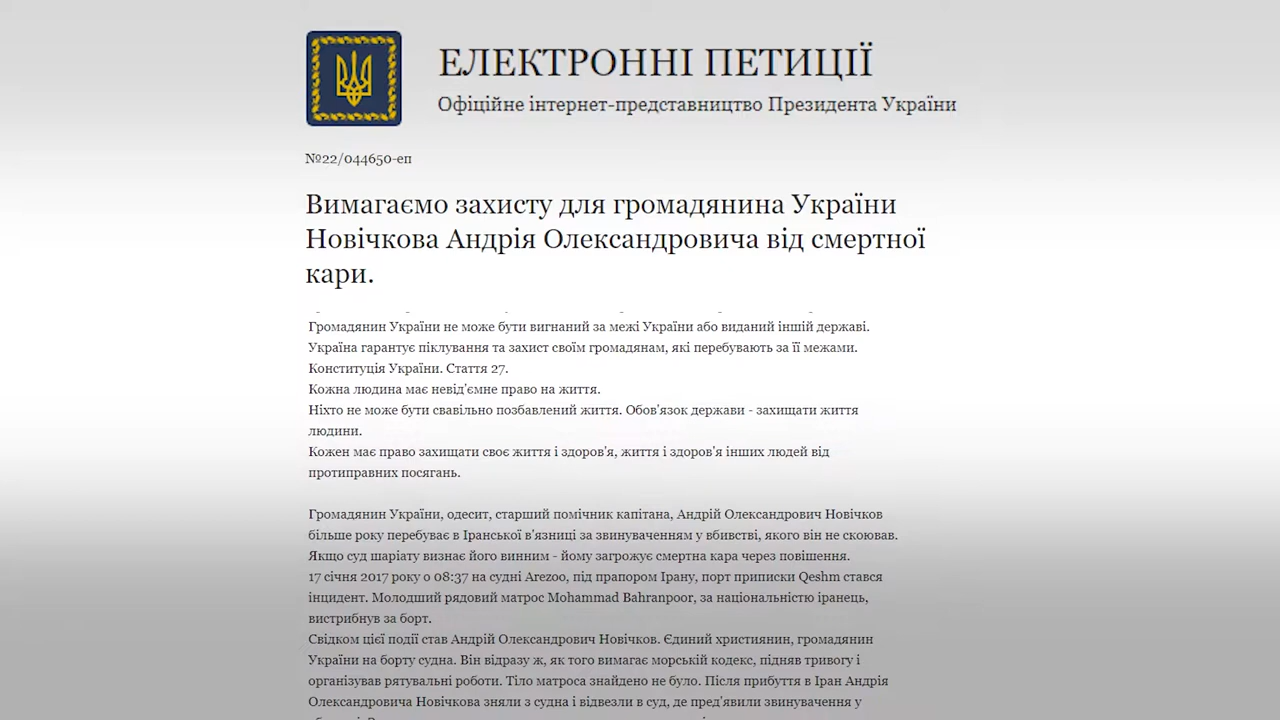 ЕЛЕКТРОННІ ПЕТИЦІЇ
Офіційне інтернет-представництво Президента України
№22/044650-еп
Вимагаємо захисту для громадянина України
Новічкова Андрія Олександровича від смертної
кари.
Громадянин України не може бути вигнаний за межі України або виданий іншій державі.
Україна гарантує піклування та захист своїм громадянам, які перебувають за її межами.
Конституція України. Стаття 27.
Кожна людина має невід'ємне право на життя.
Ніхто не може бути свавільно позбавлений життя. Обов'язок держави - захищати життя
людини.
Кожен має право захищати своє життя і здоров'я, життя і здоров'я інших людей від
протиправних посягань.
Громадянин України, одесит, старший помічник капітана, Андрій Олександрович Новічков
більше року перебуває в Іранської в'язниці за звинуваченням у вбивстві, якого він не скоював.
Якщо суд шаріату визнає його винним - йому загрожує смертна кара через повішення.
17 січня 2017 року о 08:37 на судні Arezoo, під прапором Ірану, порт приписки Qeshm стався
інцидент. Молодший рядовий матрос Mohammad Bahranpoor, за національністю іранець,
вистрибнув за борт.
Свідком цієї події став Андрій Олександрович Новічков. Єдиний християнин, громадянин
України на борту судна. Він відразу ж, як того вимагає морській кодекс, підняв тривогу і
організував рятувальні роботи. Тіло матроса знайдено не було. Після прибуття в Іран Андрія
Олександровича Новічкова зняли з судна і відвезли в суд, де пред'явили звинувачення у